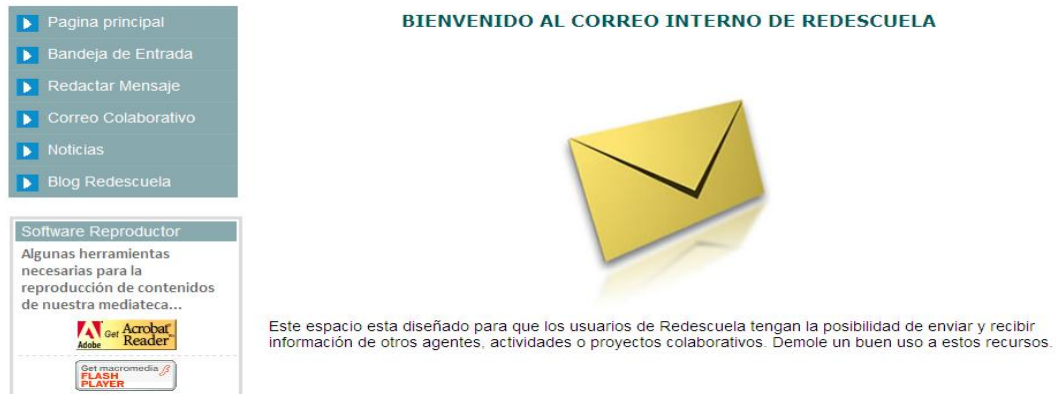 Pagina principal
Bandeja de Entrada
Redactar Mensaje
Correo Colaborativo
Noticias
Blog Redescuela
Software Reproductor
Algunas herramientas
necesarias para la
reproducción de contenidos
de nuestra mediateca...
Adobe Get Acrobat
Reader
Get macromedia
FLASH
PLAYER
BIENVENIDO AL CORREO INTERNO DE REDESCUELA
Este espacio esta diseñado para que los usuarios de Redescuela tengan la posibilidad de enviar y recibir
información de otros agentes, actividades o proyectos colaborativos. Demole un buen uso a estos recursos.